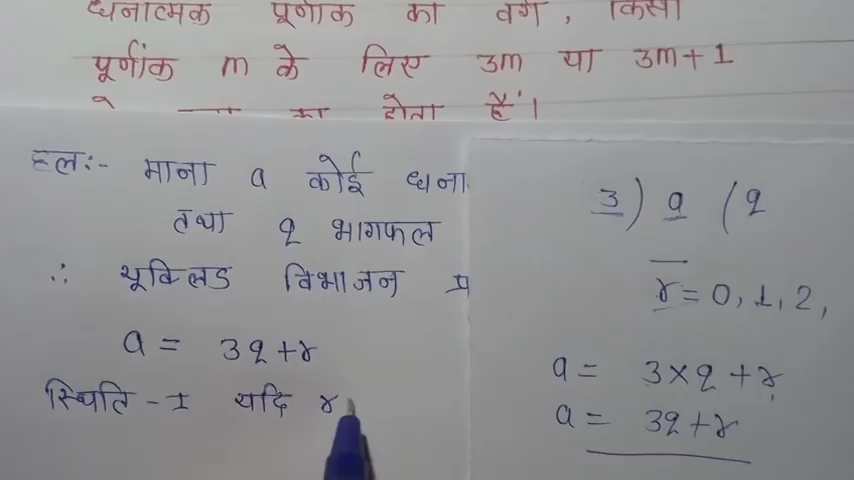 धनात्मक पूर्णांक का वर्ग, किसी
पूर्णांक m के लिए 3m या 3m+1
का होता हैं।
हल:- माना a कोई धना
तथा q भागफल
∴ यूक्लिड विभाजन प्र
a = 3q+r
स्थिति-I यदि r
3) a (q
r = 0, 1, 2,
a = 3×q+r
a = 3q+r